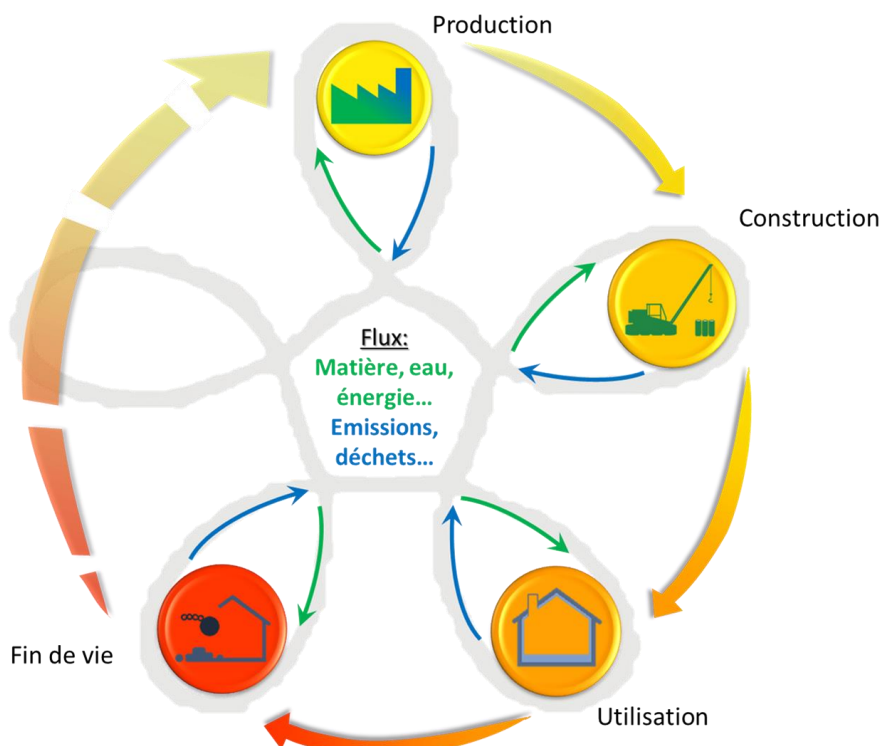 Production
Construction
Flux:
Matière, eau,
énergie...
Emissions,
déchets...
Fin de vie
Utilisation